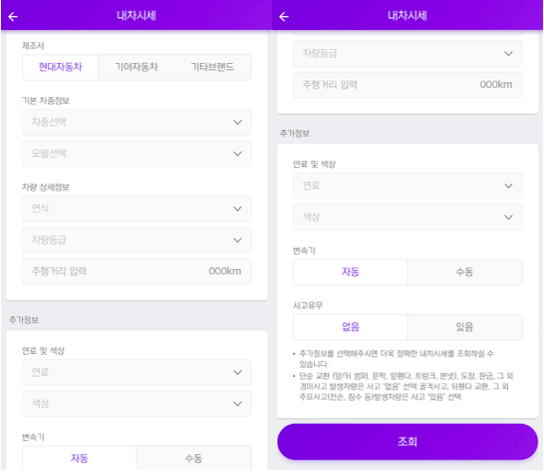 내차시세
제조사
현대자동차 기아자동차 기타브랜드
기본 차종정보
차종선택
모델선택
차량 상세정보
연식
차량등급
주행거리 입력 000km
추가정보
연료 및 색상
연료
색상
변속기
자동 수동
내차시세
차량등급
주행거리 입력 000km
추가정보
연료 및 색상
연료
색상
변속기
자동 수동
사고유무
없음 있음
• 추가정보를 선택해주시면 더욱 정확한 내차시세를 조회하실 수
있습니다.
• 단순 교환 (앞/뒤 범퍼, 문짝, 앞휀다, 트렁크, 본넷), 도장, 판금, 그 외
경미사고 발생차량은 사고 "없음" 선택 골격사고, 뒤휀다 교환, 그 외
주요사고(전손, 침수 등)발생차량은 사고 "있음" 선택
조회